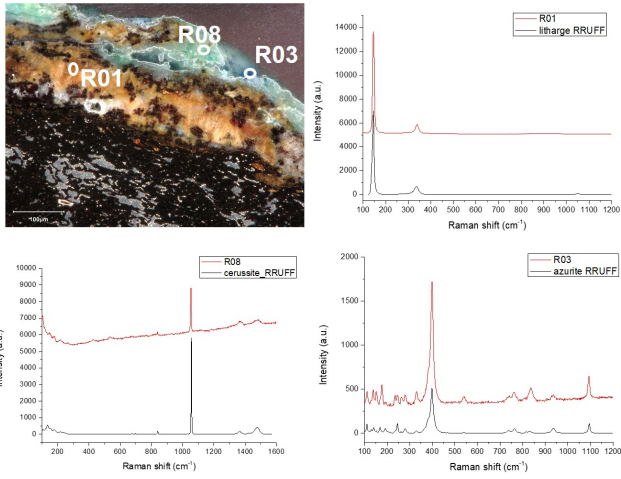 R08
R03
R01
100µm
R01
litharge RRUFF
14000
12000
10000
8000
6000
4000
2000
0
Intensity (a.u.)
100 200 300 400 500 600 700 800 900 1000 1100 1200
Raman shift (cm-1)
R08
cerussite_RRUFF
10000
9000
8000
7000
6000
5000
4000
3000
2000
1000
0
Intensity (a.u.)
200 400 600 800 1000 1200 1400 1600
Raman shift (cm-1)
R03
azurite RRUFF
2000
1500
1000
500
0
Intensity (a.u.)
100 200 300 400 500 600 700 800 900 1000 1100 1200
Raman shift (cm-1)